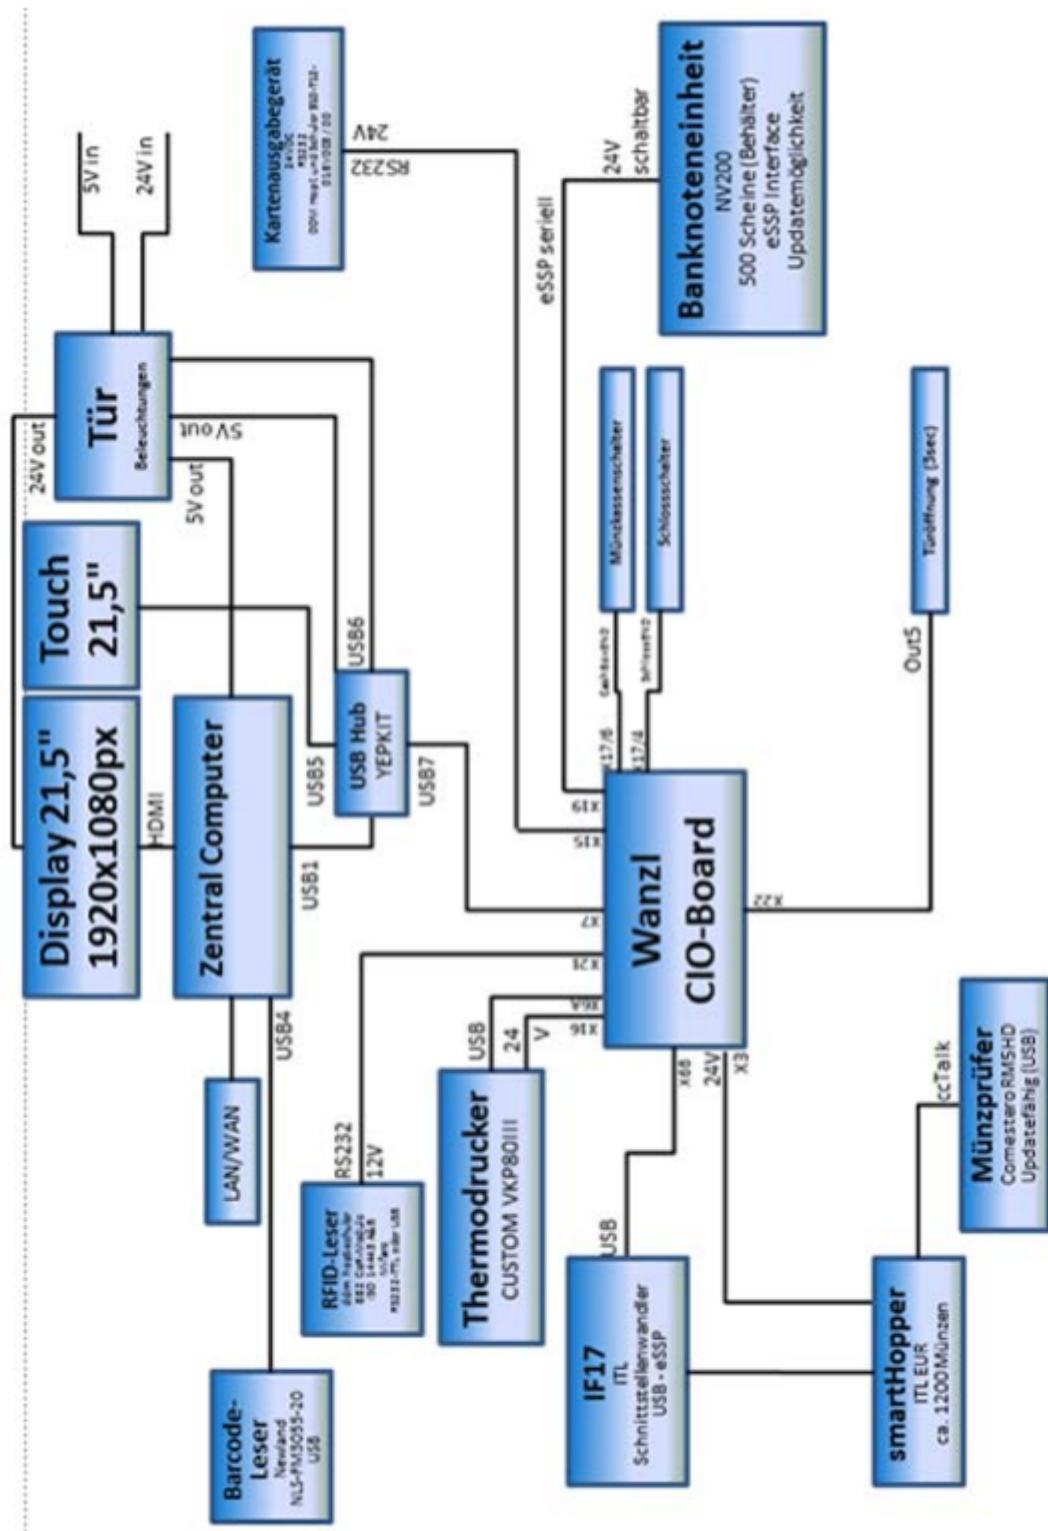 Display 21,5"
1920x1080px
Touch
21,5"
24V out
Tür
Beleuchtungen
5V in
24V in
5V out
5V out
HDMI
Zentral Computer
LAN/WAN
USB4
USB1
USB5
USB6
USB Hub
YEPKIT
USB7
Barcode-
Leser
Newland
NLS-FM3055-20
USB
RFID-Leser
RS232
12V
Kartenausgabegerät
24VDC
RS232
24V
RS232
Thermodrucker
CUSTOM VKP80III
USB
24
V
eSSP seriell
24V
schaltbar
Banknoteneinheit
NV200
500 Scheine (Behälter)
eSSP Interface
Updatemöglichkeit
Münzkassenschalter
Schlossschalter
X17/6
X17/4
X19
X15
X7
X21
X6A
X16
Wanzl
CIO-Board
X22
Out5
Türöffnung (3sec)
X6B
24V
X3
USB
IF17
ITL
Schnittstellenwandler
USB - eSSP
smartHopper
ITL EUR
ca. 1200 Münzen
ccTalk
Münzprüfer
Comestero RM5HD
Updatefähig (USB)